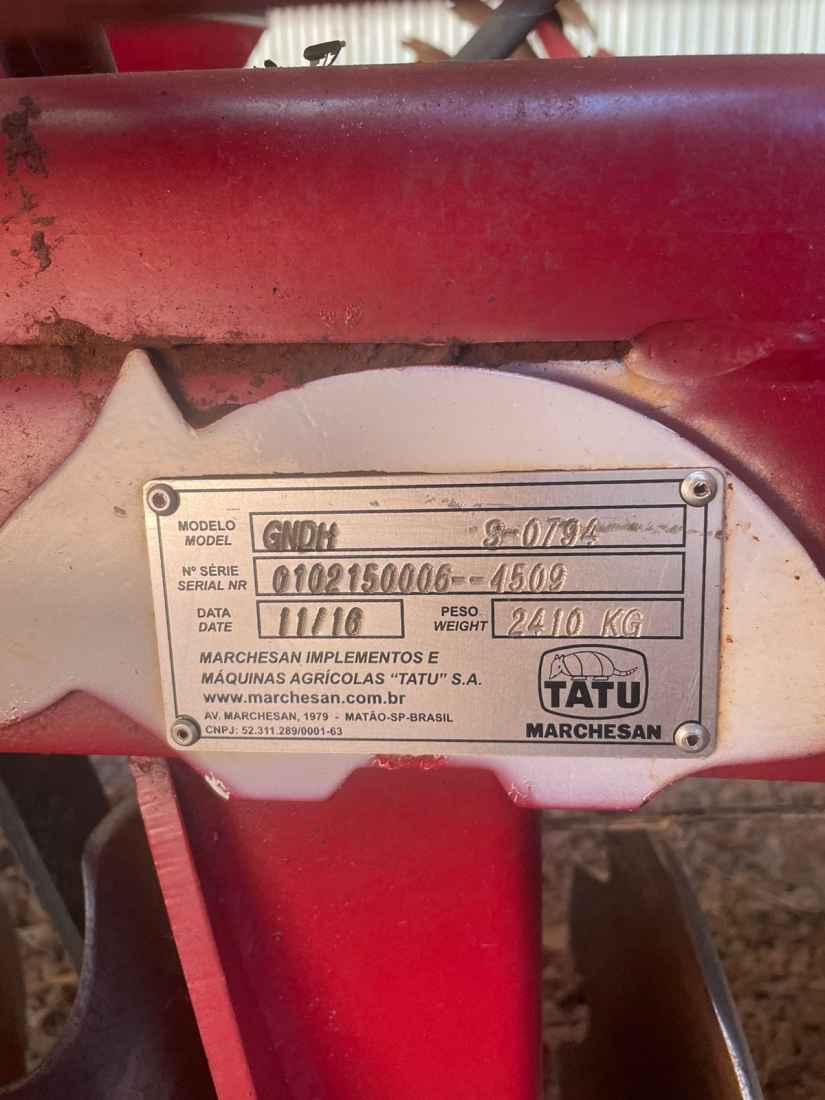 MODELO
MODEL
GNDH S-0794
Nº SÉRIE
SERIAL NR
0102150006--4509
DATA
DATE
11/16
PESO
WEIGHT
2410 KG
MARCHESAN IMPLEMENTOS E
MÁQUINAS AGRÍCOLAS “TATU” S.A.
www.marchesan.com.br
AV. MARCHESAN, 1979 - MATÃO-SP-BRASIL
CNPJ: 52.311.289/0001-63
TATU
MARCHESAN